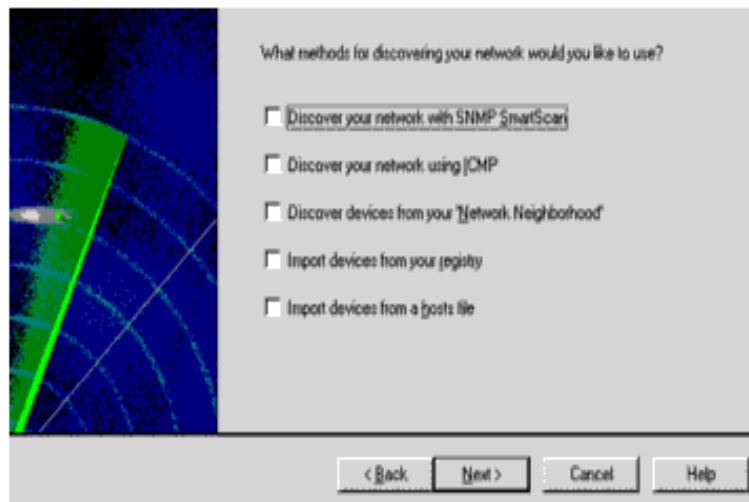 What methods for discovering your network would you like to use?
Discover your network with SNMP SmartScan
Discover your network using ICMP
Discover devices from your 'Network Neighborhood'
Import devices from your registry
Import devices from a hosts file
< Back
Next >
Cancel
Help